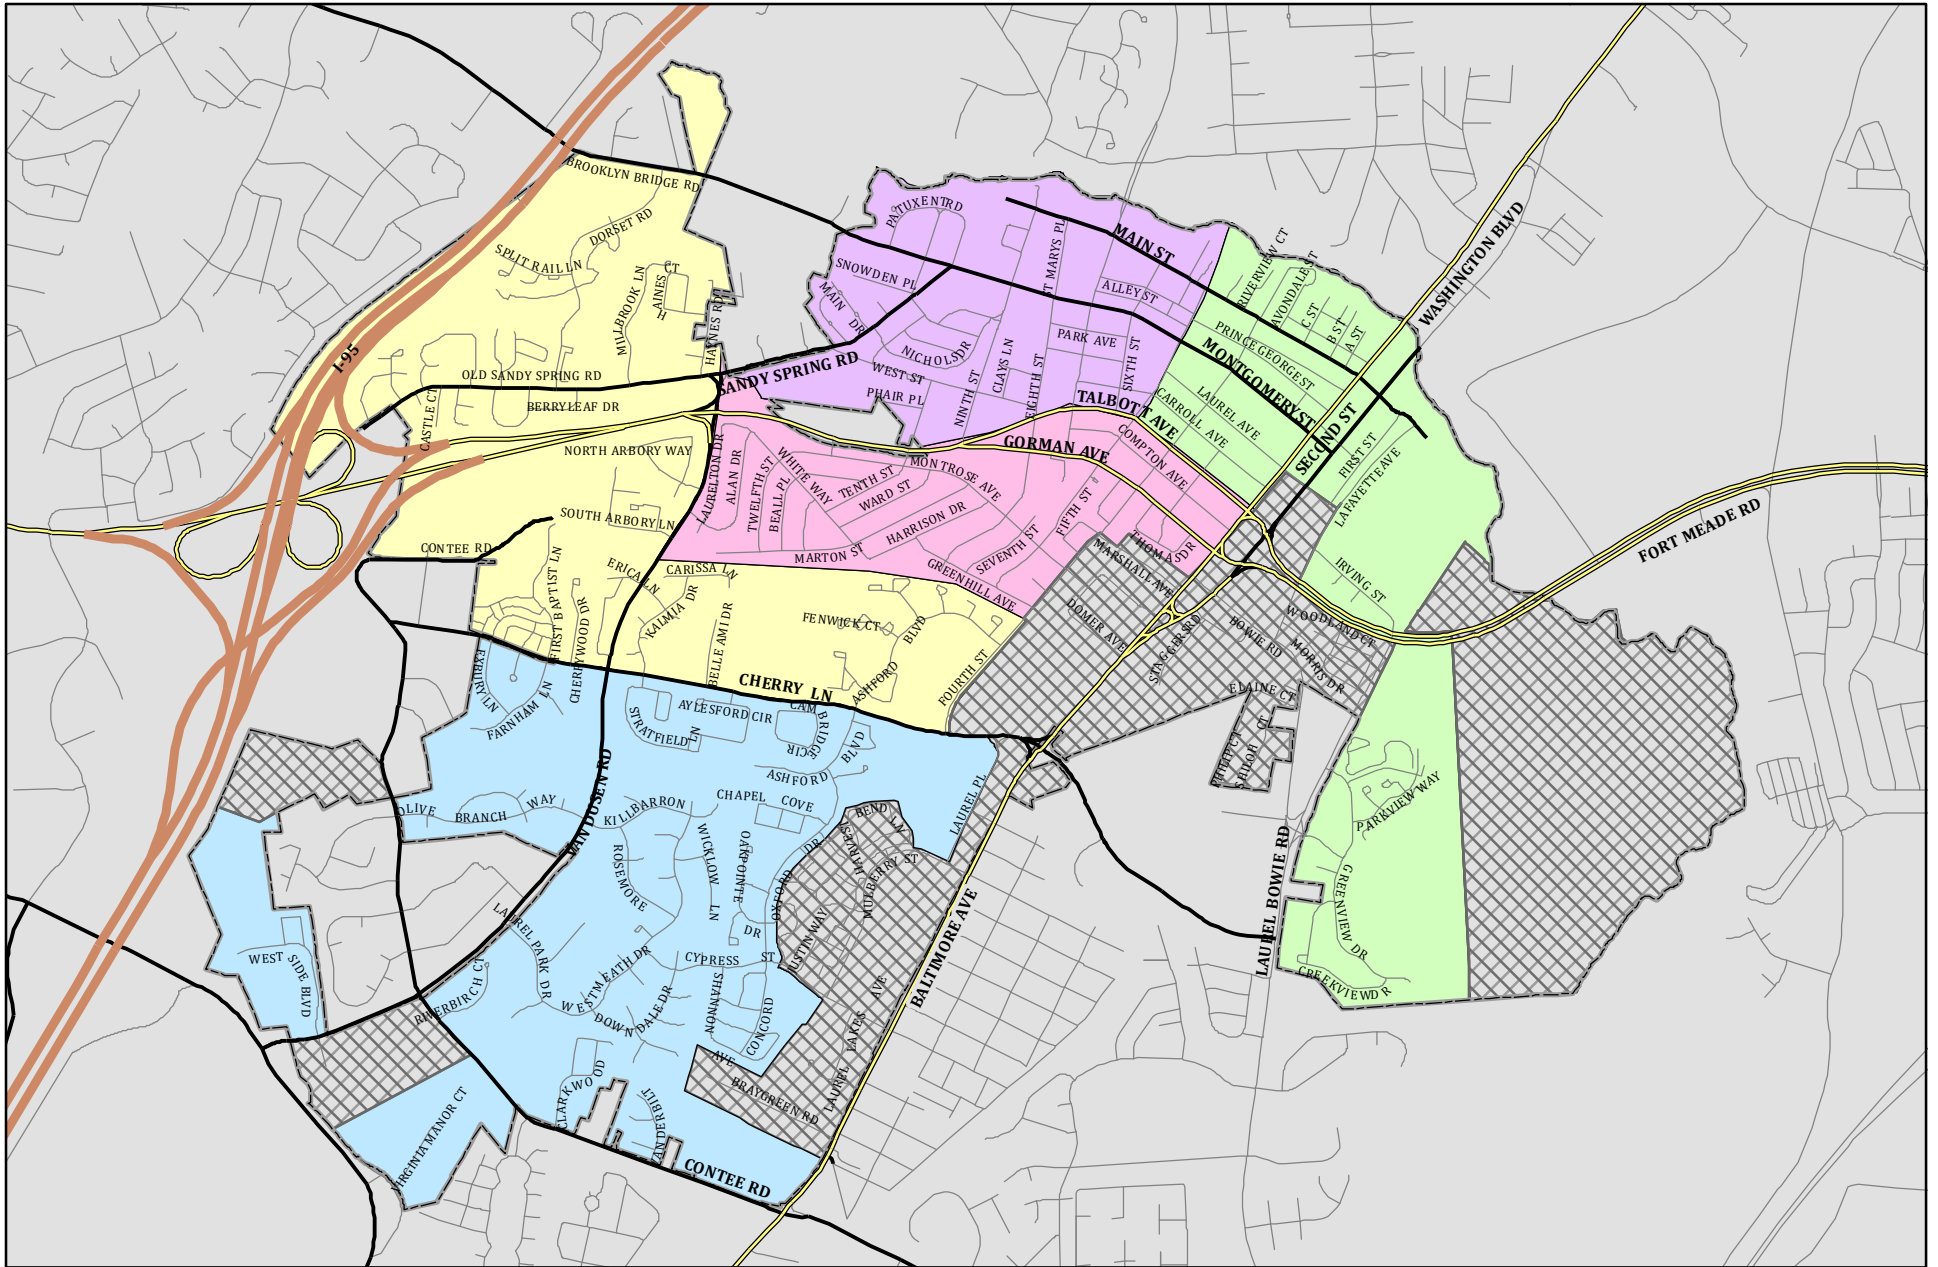 BROOKLYN BRIDGE RD
DORSET RD
SPLIT RAIL LN
MILLBROOK LN
HAINES CT
HAYNES RD
I-95
OLD SANDY SPRING RD
BERRYLEAF DR
CASTLE CT
NORTH ARBORY WAY
SOUTH ARBORY LN
CONTEE RD
FIRST BAPTIST LN
CHERRYWOOD DR
ERICA LN
CARISSA LN
KALMIA DR
BELLE AMI DR
FENWICK CT
ASHFORD BLVD
FOURTH ST
CHERRY LN
PATUXENT RD
SNOWDEN PL
MAIN DR
SANDY SPRING RD
NICHOLS DR
WEST ST
PHAIR PL
NINTH ST
CLAYS LN
EIGHTH ST
ST MARYS PL
MAIN ST
ALLEY ST
PARK AVE
SIXTH ST
TALBOTT AVE
GORMAN AVE
RIVERVIEW CT
AVONDALE ST
C ST
B ST
A ST
PRINCE GEORGE ST
MONTGOMERY ST
LAUREL AVE
CARROLL AVE
SECOND ST
FIRST ST
LAFAYETTE AVE
WASHINGTON BLVD
FORT MEADE RD
IRVING ST
COMPTON AVE
LAURELTON DR
ALAN DR
TWELFTH ST
BEALL PL
WHITE WAY
TENTH ST
WARD ST
MONTROSE AVE
HARRISON DR
MARTON ST
SEVENTH ST
FIFTH ST
GREENHILL AVE
THOMAS DR
MARSHALL AVE
DOMER AVE
STAGGERS RD
BOWIE RD
WOODLAND CT
MORRIS DR
ELAINE CT
PHILIP CT
SHILOH CT
PARKVIEW WAY
GREENVIEW DR
CREEKVIEW DR
LAUREL BOWIE RD
BALTIMORE AVE
EXBURY LN
FARNHAM LN
STRATFIELD LN
AYLESFORD CIR
CAMBRIDGE CIR
ASHFORD BLVD
LAUREL PL
VAN DUSEN RD
OLIVE BRANCH WAY
KILLBARRON
CHAPEL COVE
BEND LN
HARVEST
MULBERRY ST
ROSEMORE
WICKLOW LN
OAKPOINTE DR
OXFORD DR
JUSTIN WAY
LAUREL PARK DR
WESTMEATH DR
CYPRESS ST
DOWN DALE DR
SHANNON
CONCORD AVE
LAUREL LAKES AVE
BRAYGREEN RD
RIVERBIRCH CT
WEST SIDE BLVD
VIRGINIA MANOR CT
CLARKWOOD
VANDERBILT
CONTEE RD